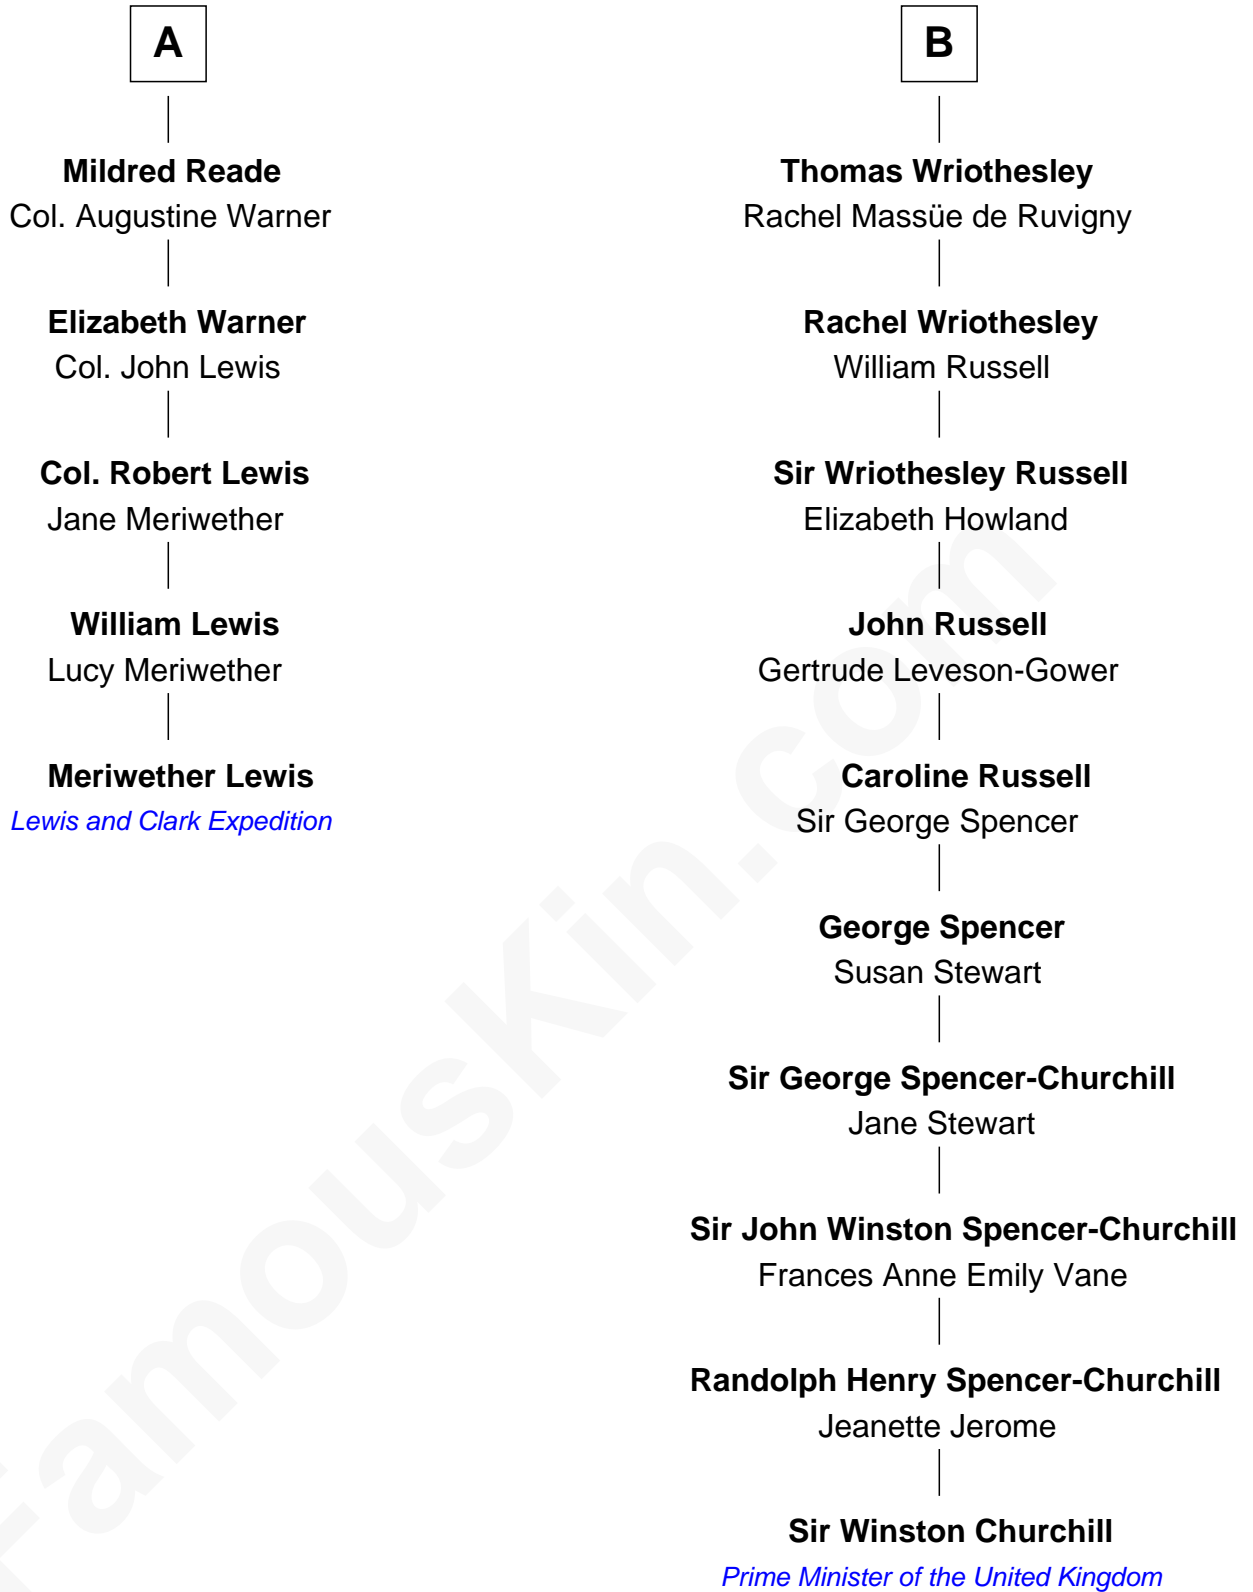 A
Mildred Reade
Col. Augustine Warner
Elizabeth Warner
Col. John Lewis
Col. Robert Lewis
Jane Meriwether
William Lewis
Lucy Meriwether
Meriwether Lewis
Lewis and Clark Expedition
B
Thomas Wriothesley
Rachel Massüe de Ruvigny
Rachel Wriothesley
William Russell
Sir Wriothesley Russell
Elizabeth Howland
John Russell
Gertrude Leveson-Gower
Caroline Russell
Sir George Spencer
George Spencer
Susan Stewart
Sir George Spencer-Churchill
Jane Stewart
Sir John Winston Spencer-Churchill
Frances Anne Emily Vane
Randolph Henry Spencer-Churchill
Jeanette Jerome
Sir Winston Churchill
Prime Minister of the United Kingdom
FamousKin.com